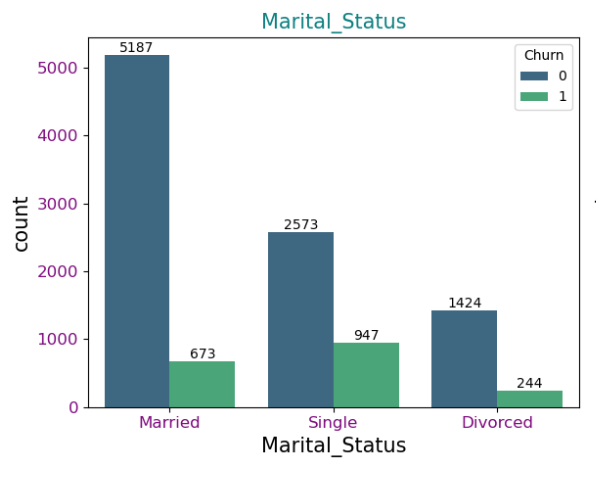 Marital_Status
5187
673
2573
947
1424
244
Churn
0
1
count
5000
4000
3000
2000
1000
0
Married Single Divorced
Marital_Status